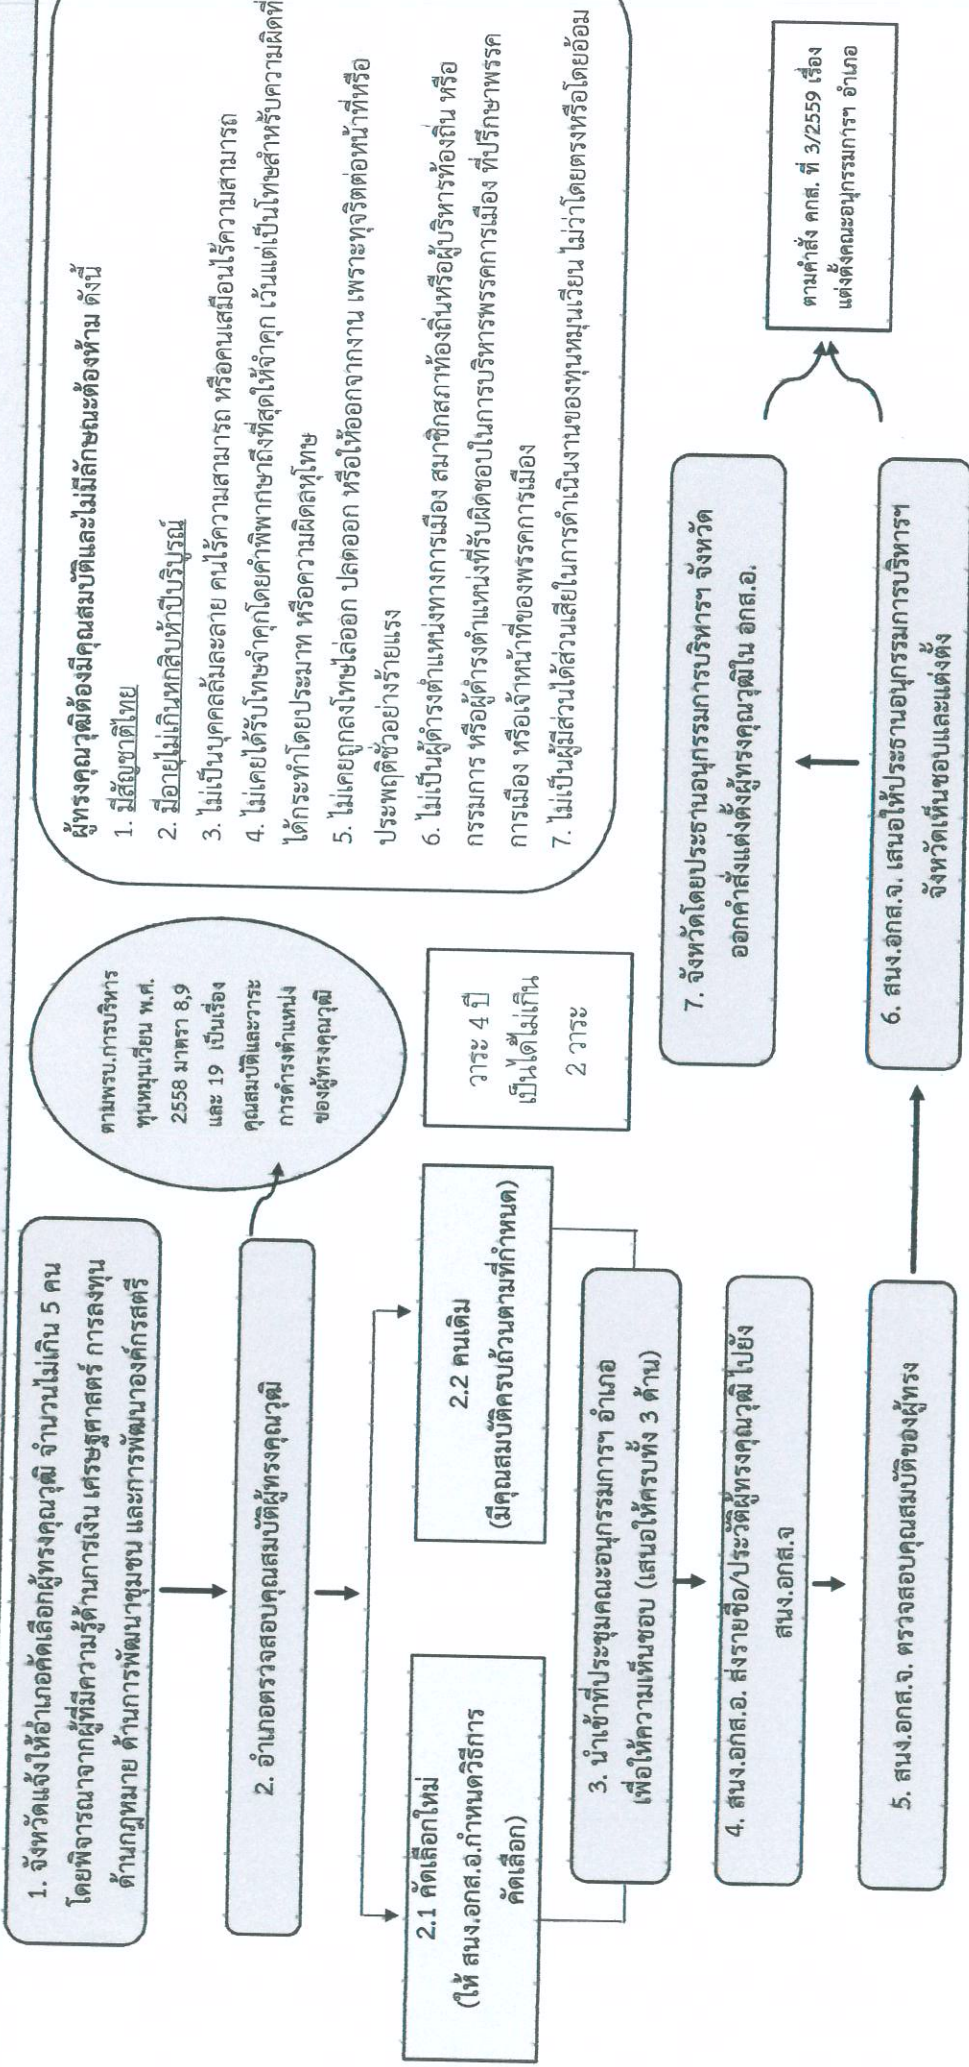 1. จังหวัดแจ้งให้อำเภอคัดเลือกผู้ทรงคุณวุฒิ จำนวนไม่เกิน 5 คน
โดยพิจารณาจากผู้ที่มีความรู้ด้านการเงิน เศรษฐศาสตร์ การลงทุน
ด้านกฎหมาย ด้านการพัฒนาชุมชน และการพัฒนาองค์กรสตรี
2. อำเภอตรวจสอบคุณสมบัติผู้ทรงคุณวุฒิ
ตามพรบ.การบริหาร
ทุนหมุนเวียน พ.ศ.
2558 มาตรา 8,9
และ 19 เป็นเรื่อง
คุณสมบัติและวาระ
การดำรงตำแหน่ง
ของผู้ทรงคุณวุฒิ
2.1 คัดเลือกใหม่
(ให้ สนง.อกส.อ.กำหนดวิธีการ
คัดเลือก)
2.2 คนเดิม
(มีคุณสมบัติครบถ้วนตามที่กำหนด)
วาระ 4 ปี
เป็นได้ไม่เกิน
2 วาระ
3. นำเข้าที่ประชุมคณะอนุกรรมการฯ อำเภอ
เพื่อให้ความเห็นชอบ (เสนอให้ครบทั้ง 3 ด้าน)
4. สนง.อกส.อ. ส่งรายชื่อ/ประวัติผู้ทรงคุณวุฒิ ไปยัง
สนง.อกส.จ
5. สนง.อกส.จ. ตรวจสอบคุณสมบัติของผู้ทรง
6. สนง.อกส.จ. เสนอให้ประธานอนุกรรมการบริหารฯ
จังหวัดเห็นชอบและแต่งตั้ง
7. จังหวัดโดยประธานอนุกรรมการบริหารฯ จังหวัด
ออกคำสั่งแต่งตั้งผู้ทรงคุณวุฒิใน อกส.อ.
ตามคำสั่ง คกส. ที่ 3/2559 เรื่อง
แต่งตั้งคณะอนุกรรมการฯ อำเภอ
ผู้ทรงคุณวุฒิต้องมีคุณสมบัติและไม่มีลักษณะต้องห้าม ดังนี้
1. มีสัญชาติไทย
2. มีอายุไม่เกินหกสิบห้าปีบริบูรณ์
3. ไม่เป็นบุคคลล้มละลาย คนไร้ความสามารถ หรือคนเสมือนไร้ความสามารถ
4. ไม่เคยได้รับโทษจำคุกโดยคำพิพากษาถึงที่สุดให้จำคุก เว้นแต่เป็นโทษสำหรับความผิดที่
ได้กระทำโดยประมาท หรือความผิดลหุโทษ
5. ไม่เคยถูกลงโทษไล่ออก ปลดออก หรือให้ออกจากงาน เพราะทุจริตต่อหน้าที่หรือ
ประพฤติชั่วอย่างร้ายแรง
6. ไม่เป็นผู้ดำรงตำแหน่งทางการเมือง สมาชิกสภาท้องถิ่นหรือผู้บริหารท้องถิ่น หรือ
กรรมการ หรือผู้ดำรงตำแหน่งที่รับผิดชอบในการบริหารพรรคการเมือง ที่ปรึกษาพรรค
การเมือง หรือเจ้าหน้าที่ของพรรคการเมือง
7. ไม่เป็นผู้มีส่วนได้ส่วนเสียในการดำเนินงานของทุนหมุนเวียน ไม่ว่าโดยตรงหรือโดยอ้อม